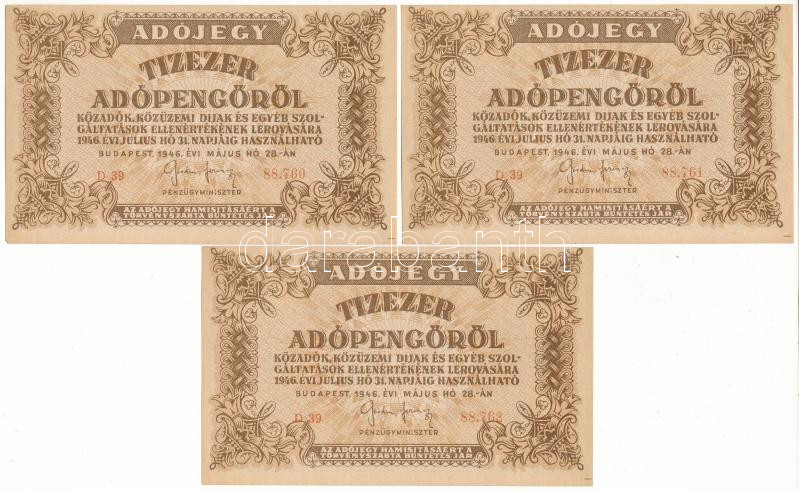 ADÓJEGY
TIZEZER
ADÓPENGŐRŐL
KÖZADÓK, KÖZÜZEMI DIJAK ÉS EGYÉB SZOL-
GÁLTATÁSOK ELLENÉRTÉKÉNEK LEROVÁSÁRA
1946. ÉVI JULIUS HÓ 31. NAPJÁIG HASZNÁLHATÓ
BUDAPEST, 1946. ÉVI MÁJUS HÓ 28.-ÁN
D 39 88.760
PÉNZÜGYMINISZTER
AZ ADÓJEGY HAMISITÁSÁÉRT A
TÖRVÉNYSZABTA BÜNTETÉS JÁR
ADÓJEGY
TIZEZER
ADÓPENGŐRŐL
KÖZADÓK, KÖZÜZEMI DIJAK ÉS EGYÉB SZOL-
GÁLTATÁSOK ELLENÉRTÉKÉNEK LEROVÁSÁRA
1946. ÉVI JULIUS HÓ 31. NAPJÁIG HASZNÁLHATÓ
BUDAPEST, 1946. ÉVI MÁJUS HÓ 28.-ÁN
D 39 88.761
PÉNZÜGYMINISZTER
AZ ADÓJEGY HAMISITÁSÁÉRT A
TÖRVÉNYSZABTA BÜNTETÉS JÁR
darabanth
ADÓJEGY
TIZEZER
ADÓPENGŐRŐL
KÖZADÓK, KÖZÜZEMI DIJAK ÉS EGYÉB SZOL-
GÁLTATÁSOK ELLENÉRTÉKÉNEK LEROVÁSÁRA
1946. ÉVI JULIUS HÓ 31. NAPJÁIG HASZNÁLHATÓ
BUDAPEST, 1946. ÉVI MÁJUS HÓ 28.-ÁN
D 39 88.762
PÉNZÜGYMINISZTER
AZ ADÓJEGY HAMISITÁSÁÉRT A
TÖRVÉNYSZABTA BÜNTETÉS JÁR